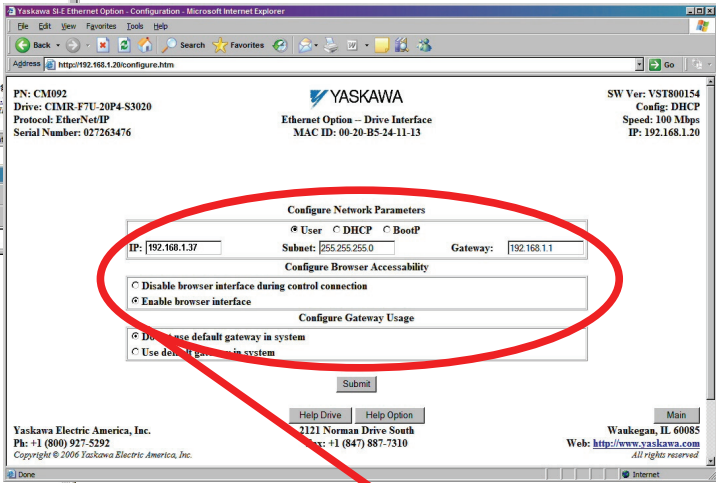 Yaskawa SI-E Ethernet Option - Configuration - Microsoft Internet Explorer
File Edit View Favorites Tools Help
Back Search Favorites
Address http://192.168.1.20/configure.htm Go
PN: CM092
Drive: CIMR-F7U-20P4-S3020
Protocol: EtherNet/IP
Serial Number: 027263476
YASKAWA
Ethernet Option -- Drive Interface
MAC ID: 00-20-B5-24-11-13
SW Ver: VST800154
Config: DHCP
Speed: 100 Mbps
IP: 192.168.1.20
Configure Network Parameters
User DHCP BootP
IP: 192.168.1.37 Subnet: 255.255.255.0 Gateway: 192.168.1.1
Configure Browser Accessability
Disable browser interface during control connection
Enable browser interface
Configure Gateway Usage
Do not use default gateway in system
Use default gateway in system
Submit
Help Drive Help Option Main
Yaskawa Electric America, Inc. 2121 Norman Drive South Waukegan, IL 60085
Ph: +1 (800) 927-5292 Fax: +1 (847) 887-7310 Web: http://www.yaskawa.com
Copyright © 2006 Yaskawa Electric America, Inc. All rights reserved
Done Internet